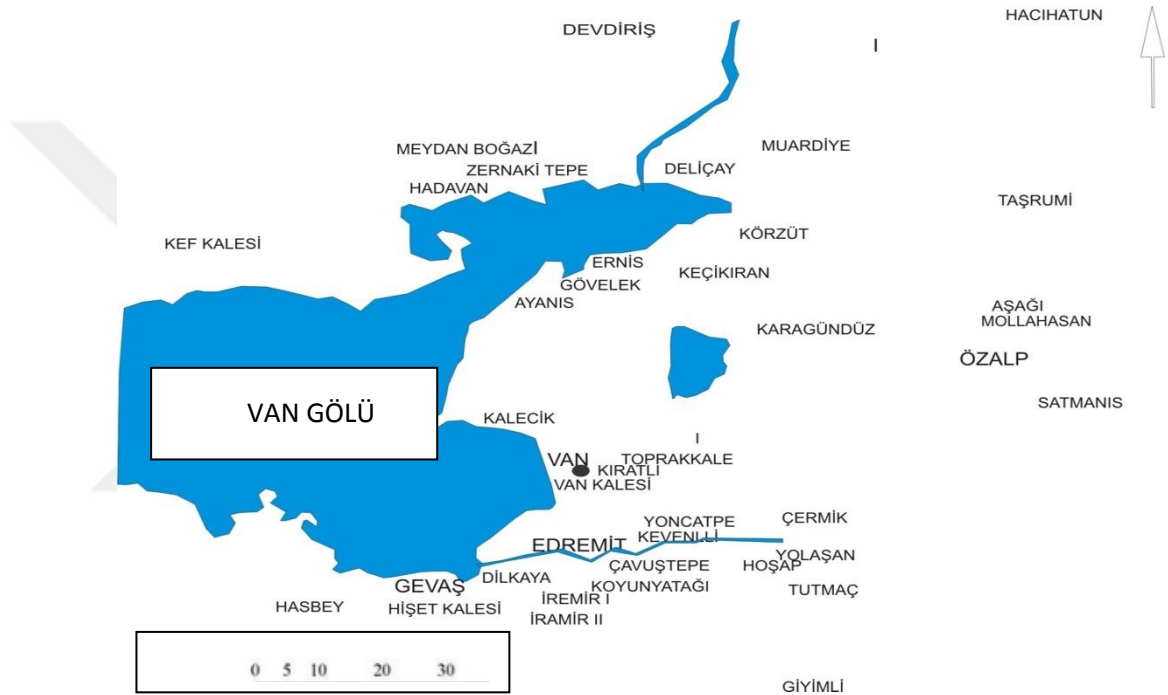 HACIHATUN
DEVDİRİŞ
I
MEYDAN BOĞAZİ
MUARDİYE
ZERNAKİ TEPE
DELİÇAY
HADAVAN
TAŞRUMİ
KEF KALESİ
KÖRZÜT
ERNİS
KEÇİKIRAN
GÖVELEK
AYANIS
AŞAĞI
MOLLAHASAN
KARAGÜNDÜZ
ÖZALP
SATMANIS
VAN GÖLÜ
KALECİK
I
VAN
TOPRAKKALE
KIRATLİ
VAN KALESİ
YONCATPE
ÇERMİK
KEVENLLİ
EDREMİT
YOLAŞAN
ÇAVUŞTEPE
HOŞAP
DİLKAYA
GEVAŞ
KOYUNYATAĞI
TUTMAÇ
İREMİR I
HASBEY
HİŞET KALESİ
İRAMİR II
0 5 10 20 30
GİYİMLİ